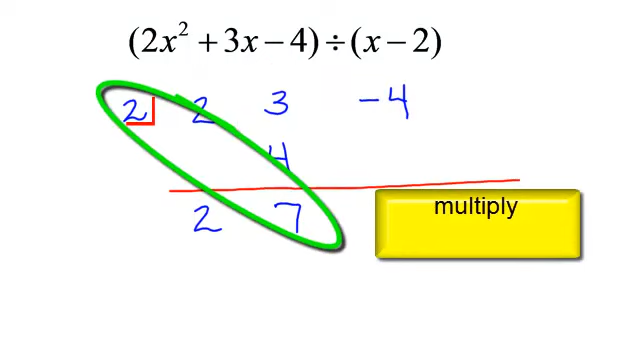 (2x² + 3x − 4) ÷ (x − 2)
2 2 3 −4
4
2 7
multiply